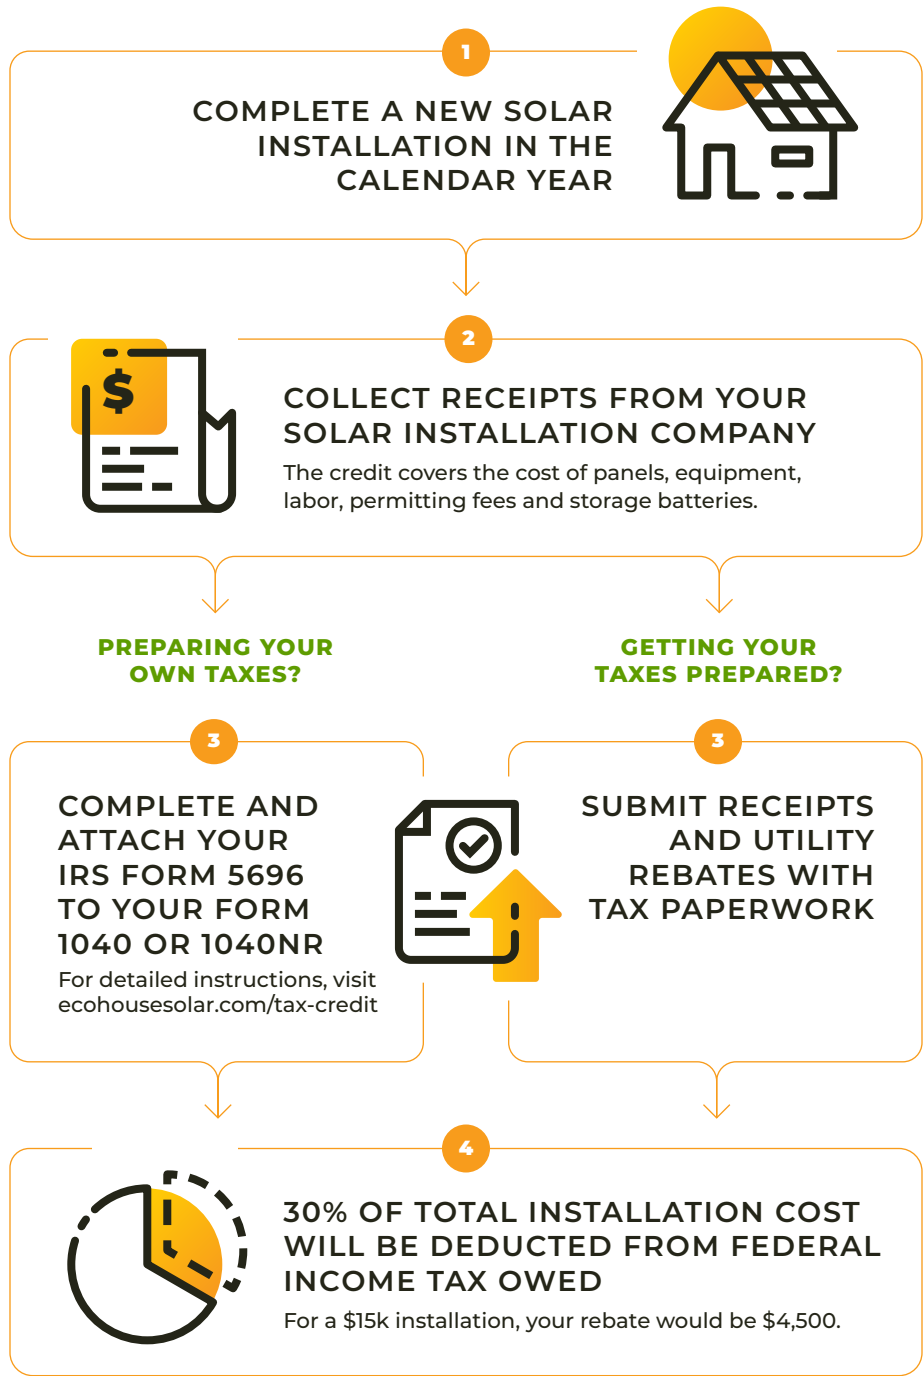 1
COMPLETE A NEW SOLAR
INSTALLATION IN THE
CALENDAR YEAR
2
$
COLLECT RECEIPTS FROM YOUR
SOLAR INSTALLATION COMPANY
The credit covers the cost of panels, equipment,
labor, permitting fees and storage batteries.
PREPARING YOUR
OWN TAXES?
3
COMPLETE AND
ATTACH YOUR
IRS FORM 5696
TO YOUR FORM
1040 OR 1040NR
For detailed instructions, visit
ecohousesolar.com/tax-credit
GETTING YOUR
TAXES PREPARED?
3
SUBMIT RECEIPTS
AND UTILITY
REBATES WITH
TAX PAPERWORK
4
30% OF TOTAL INSTALLATION COST
WILL BE DEDUCTED FROM FEDERAL
INCOME TAX OWED
For a $15k installation, your rebate would be $4,500.